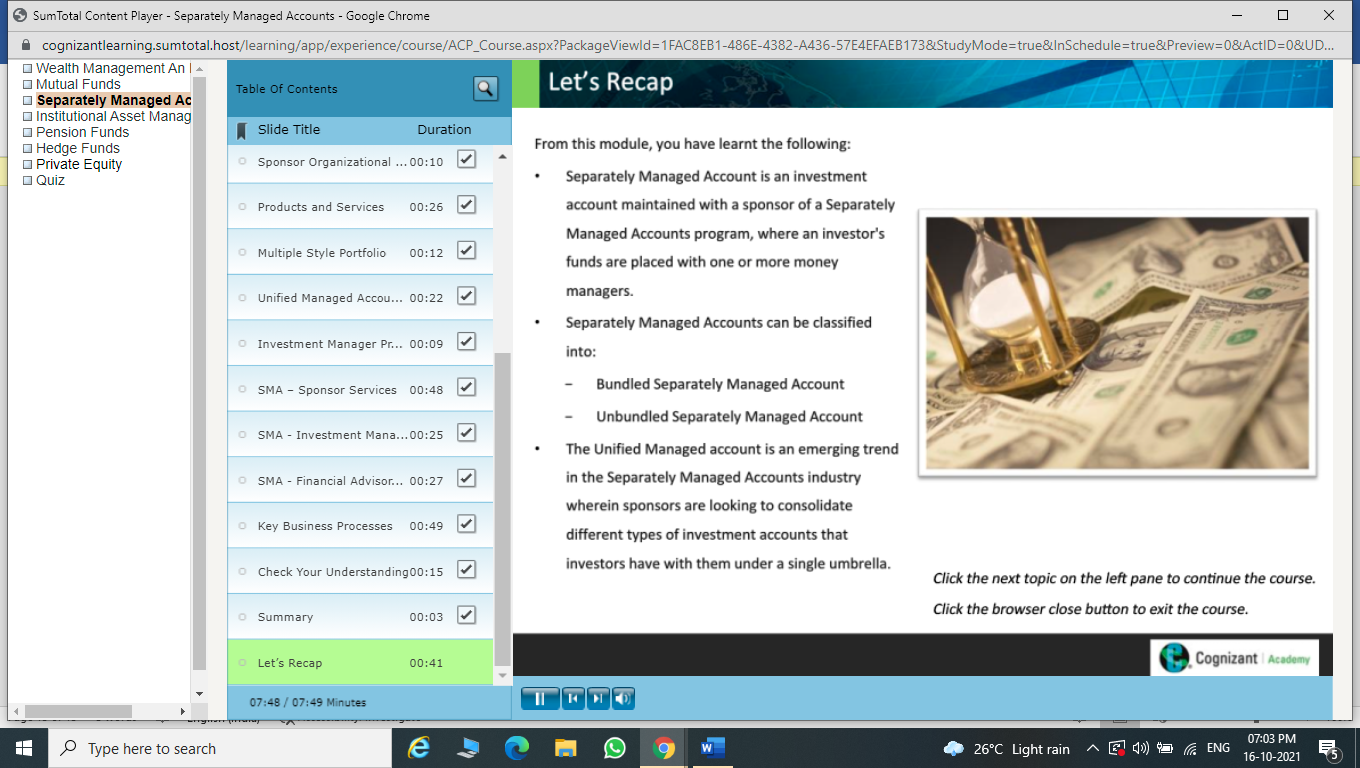 SumTotal Content Player - Separately Managed Accounts - Google Chrome
cognizantlearning.sumtotal.host/learning/app/experience/course/ACP_Course.aspx?PackageViewId=1FAC8EB1-486E-4382-A436-57E4EFAEB173&StudyMode=true&InSchedule=true&Preview=0&ActID=0&UD...
Wealth Management An
Mutual Funds
Separately Managed Ac
Institutional Asset Manag
Pension Funds
Hedge Funds
Private Equity
Quiz
Table Of Contents
Slide Title Duration
Sponsor Organizational ... 00:10
Products and Services 00:26
Multiple Style Portfolio 00:12
Unified Managed Accou... 00:22
Investment Manager Pr... 00:09
SMA – Sponsor Services 00:48
SMA - Investment Mana... 00:25
SMA - Financial Advisor... 00:27
Key Business Processes 00:49
Check Your Understanding 00:15
Summary 00:03
Let's Recap 00:41
07:48 / 07:49 Minutes
Let's Recap
From this module, you have learnt the following:
• Separately Managed Account is an investment
account maintained with a sponsor of a Separately
Managed Accounts program, where an investor's
funds are placed with one or more money
managers.
• Separately Managed Accounts can be classified
into:
– Bundled Separately Managed Account
– Unbundled Separately Managed Account
• The Unified Managed account is an emerging trend
in the Separately Managed Accounts industry
wherein sponsors are looking to consolidate
different types of investment accounts that
investors have with them under a single umbrella.
Click the next topic on the left pane to continue the course.
Click the browser close button to exit the course.
Cognizant | Academy
Type here to search
26°C Light rain
ENG
07:03 PM
16-10-2021
5